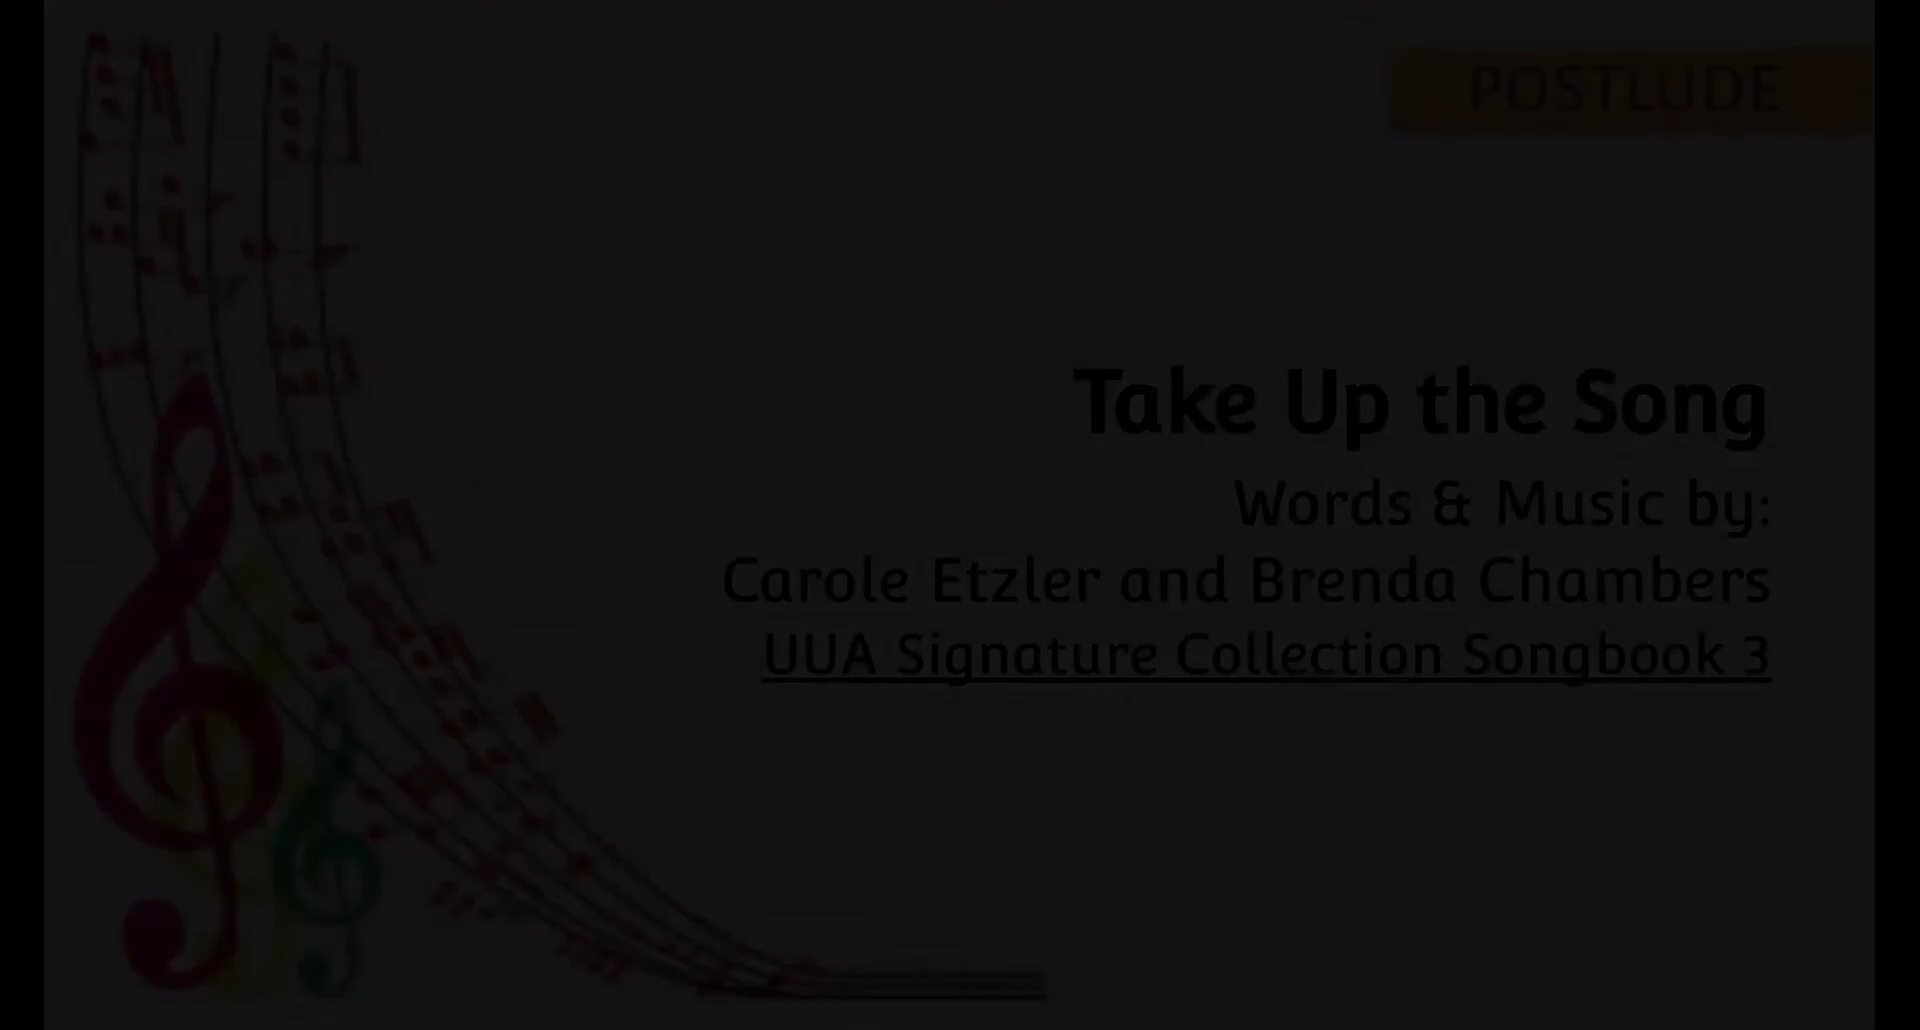 POSTLUDE
Take Up the Song
Words & Music by:
Carole Etzler and Brenda Chambers
UUA Signature Collection Songbook 3